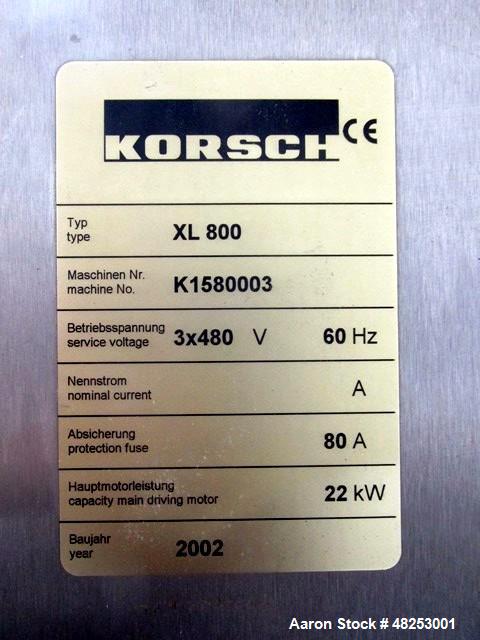 KORSCH CE
Typ
type
XL 800
Maschinen Nr.
machine No.
K1580003
Betriebsspannung
service voltage
3x480 V 60 Hz
Nennstrom
nominal current
A
Absicherung
protection fuse
80 A
Hauptmotorleistung
capacity main driving motor
22 kW
Baujahr
year
2002
Aaron Stock # 48253001